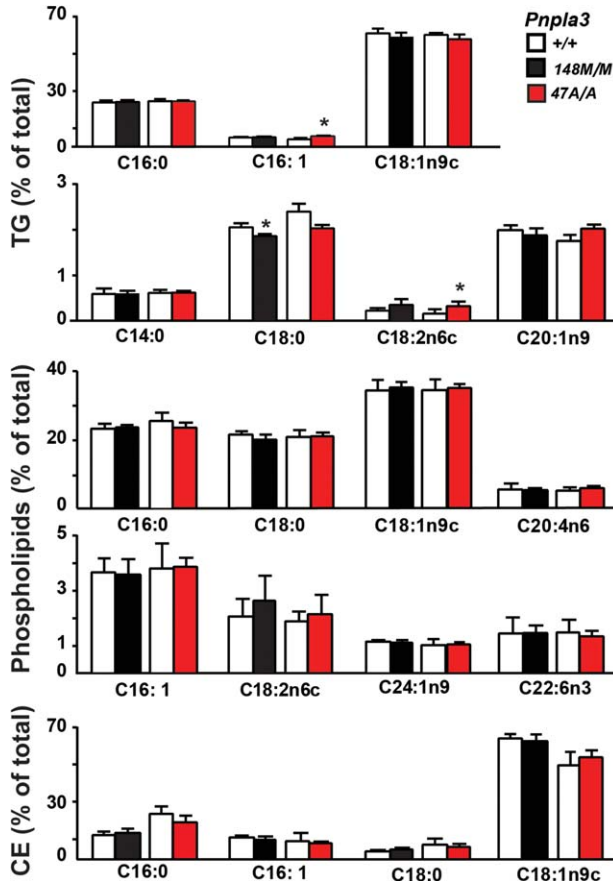 Pnpla3
+/+
148M/M
47A/A
TG (% of total)
70
30
0
*
C16:0 C16: 1 C18:1n9c
3
1
0
* *
C14:0 C18:0 C18:2n6c C20:1n9
Phospholipids (% of total)
40
20
0
C16:0 C18:0 C18:1n9c C20:4n6
5
3
1
0
C16: 1 C18:2n6c C24:1n9 C22:6n3
CE (% of total)
70
30
0
C16:0 C16: 1 C18:0 C18:1n9c